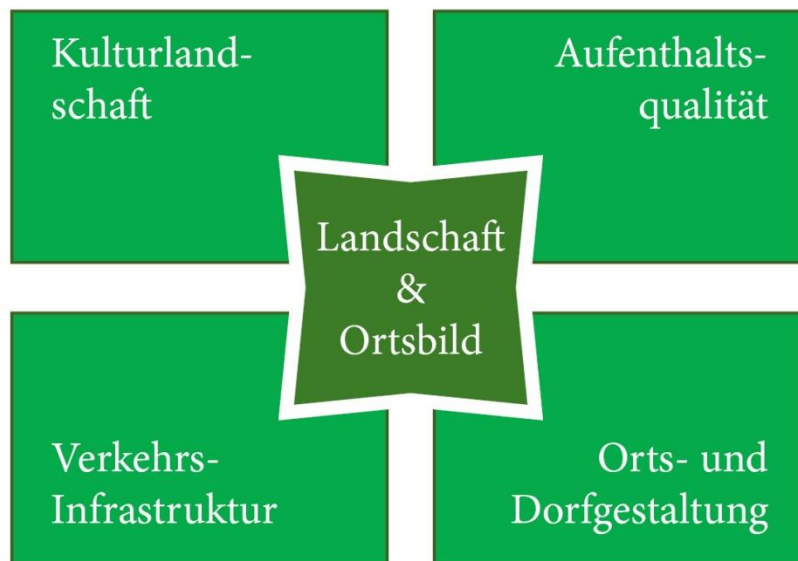 Kulturland-
schaft
Aufenthalts-
qualität
Landschaft
&
Ortsbild
Verkehrs-
Infrastruktur
Orts- und
Dorfgestaltung